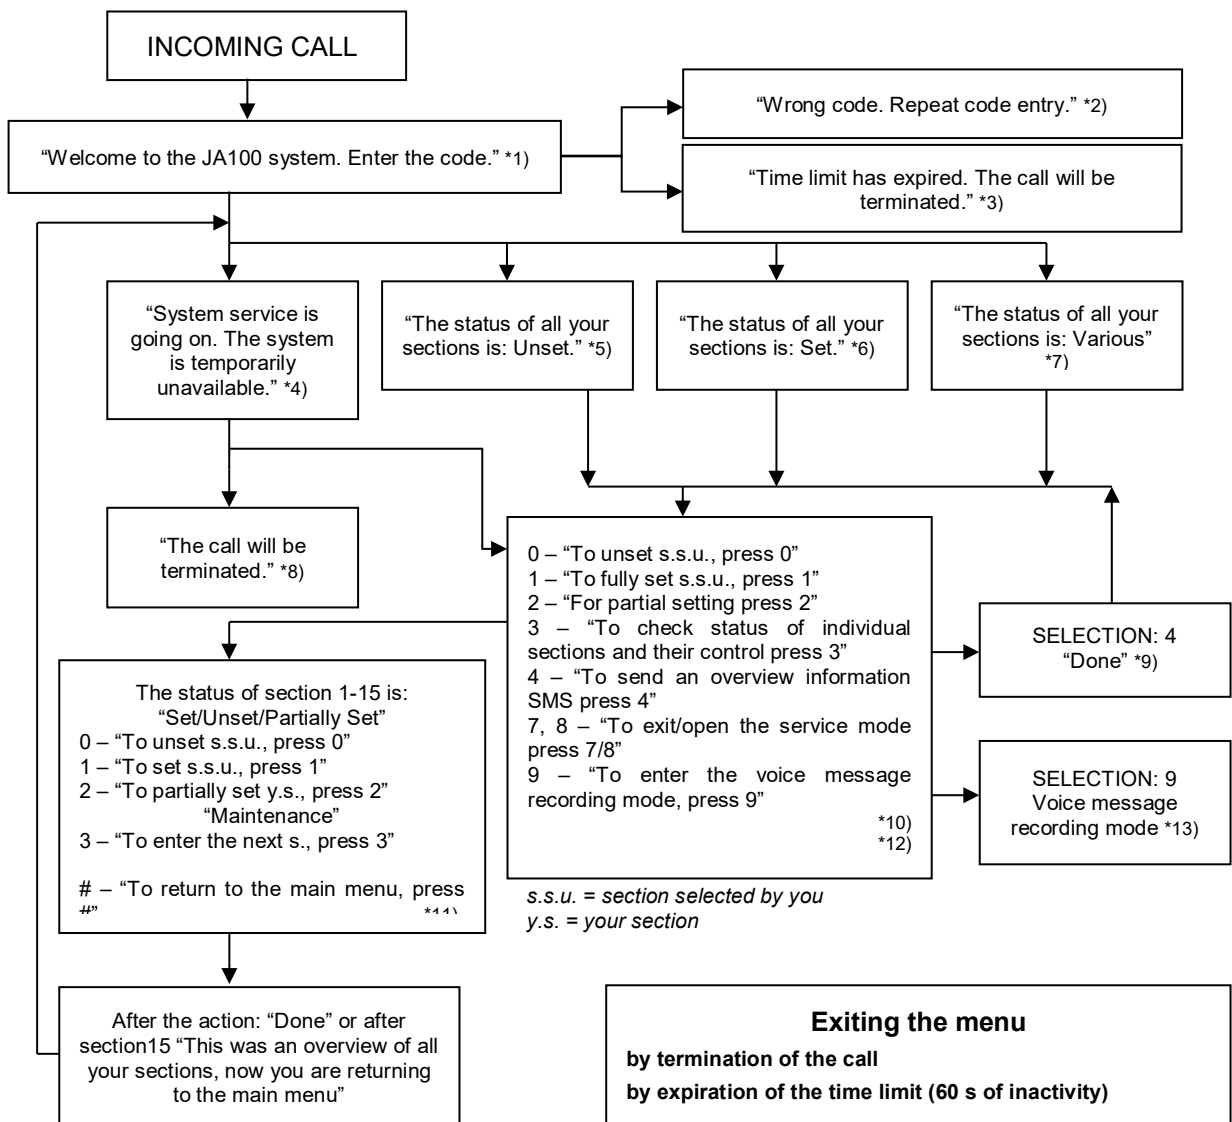 INCOMING CALL
“Wrong code. Repeat code entry.” *2)
“Welcome to the JA100 system. Enter the code.” *1)
“Time limit has expired. The call will be
terminated.” *3)
“System service is
going on. The system
is temporarily
unavailable.” *4)
“The status of all your
sections is: Unset.” *5)
“The status of all your
sections is: Set.” *6)
“The status of all your
sections is: Various”
*7)
“The call will be
terminated.” *8)
0 – “To unset s.s.u., press 0”
1 – “To fully set s.s.u., press 1”
2 – “For partial setting press 2”
3 – “To check status of individual
sections and their control press 3”
4 – “To send an overview information
SMS press 4”
7, 8 – “To exit/open the service mode
press 7/8”
9 – “To enter the voice message
recording mode, press 9”
*10)
*12)
SELECTION: 4
“Done” *9)
SELECTION: 9
Voice message
recording mode *13)
The status of section 1-15 is:
“Set/Unset/Partially Set”
0 – “To unset s.s.u., press 0”
1 – “To set s.s.u., press 1”
2 – “To partially set y.s., press 2”
“Maintenance”
3 – “To enter the next s., press 3”
# – “To return to the main menu, press
#” *11)
s.s.u. = section selected by you
y.s. = your section
After the action: “Done” or after
section15 “This was an overview of all
your sections, now you are returning
to the main menu”
Exiting the menu
by termination of the call
by expiration of the time limit (60 s of inactivity)